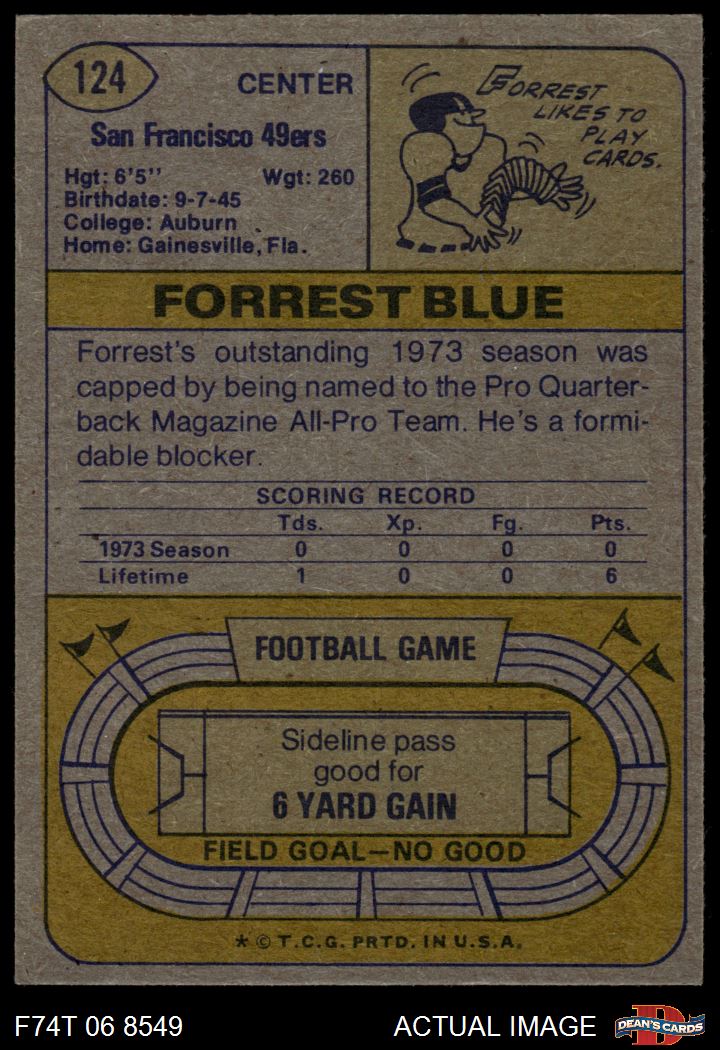 124
CENTER
San Francisco 49ers
Hgt: 6'5" Wgt: 260
Birthdate: 9-7-45
College: Auburn
Home: Gainesville, Fla.
FORREST
LIKES TO
PLAY
CARDS.
FORREST BLUE
Forrest's outstanding 1973 season was
capped by being named to the Pro Quarter-
back Magazine All-Pro Team. He's a formi-
dable blocker.
SCORING RECORD
Tds. Xp. Fg. Pts.
1973 Season 0 0 0 0
Lifetime 1 0 0 6
FOOTBALL GAME
Sideline pass
good for
6 YARD GAIN
FIELD GOAL—NO GOOD
* © T.C.G. PRTD. IN U.S.A.
F74T 06 8549 ACTUAL IMAGE
D
DEAN'S CARDS